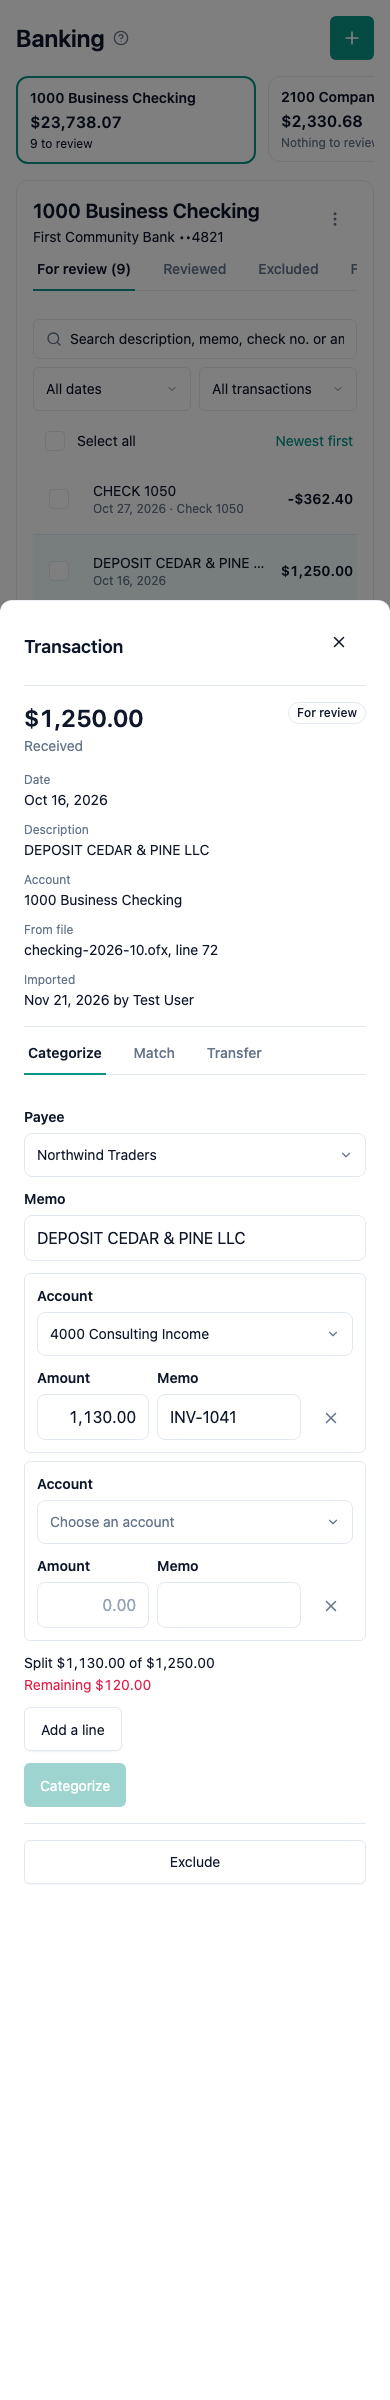 Banking
1000 Business Checking
$23,738.07
9 to review
2100 Compan
$2,330.68
Nothing to review
1000 Business Checking
First Community Bank ••4821
For review (9) Reviewed Excluded F
Search description, memo, check no. or am
All dates All transactions
Select all Newest first
CHECK 1050 -$362.40
Oct 27, 2026 · Check 1050
DEPOSIT CEDAR & PINE ... $1,250.00
Oct 16, 2026
Transaction
$1,250.00 For review
Received
Date
Oct 16, 2026
Description
DEPOSIT CEDAR & PINE LLC
Account
1000 Business Checking
From file
checking-2026-10.ofx, line 72
Imported
Nov 21, 2026 by Test User
Categorize Match Transfer
Payee
Northwind Traders
Memo
DEPOSIT CEDAR & PINE LLC
Account
4000 Consulting Income
Amount Memo
1,130.00 INV-1041
Account
Choose an account
Amount Memo
0.00
Split $1,130.00 of $1,250.00
Remaining $120.00
Add a line
Categorize
Exclude